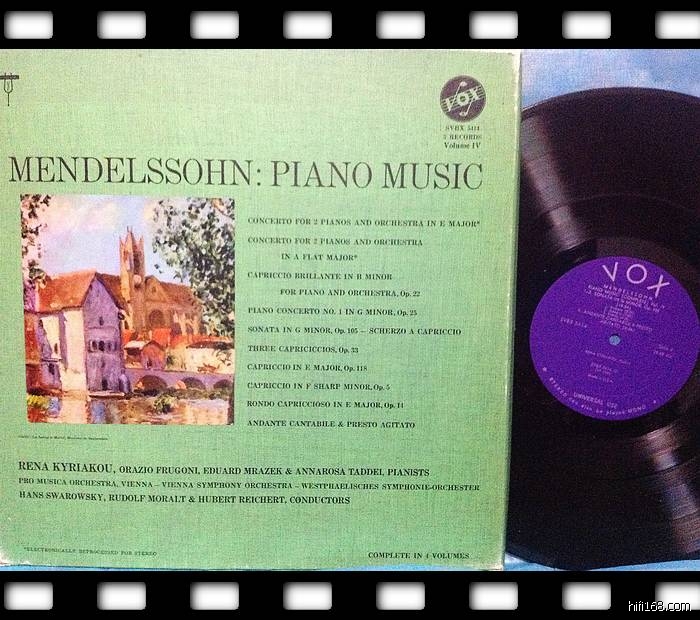 VOX
SVBX 5414
3 RECORDS
Volume IV
MENDELSSOHN: PIANO MUSIC
CONCERTO FOR 2 PIANOS AND ORCHESTRA IN E MAJOR*
CONCERTO FOR 2 PIANOS AND ORCHESTRA
IN A FLAT MAJOR*
CAPRICCIO BRILLANTE IN B MINOR
FOR PIANO AND ORCHESTRA, Op. 22
PIANO CONCERTO NO. 1 IN G MINOR, Op. 25
SONATA IN G MINOR, Op. 105 – SCHERZO A CAPRICCIO
THREE CAPRICICCIOS, Op. 33
CAPRICCIO IN E MAJOR, Op. 118
CAPRICCIO IN F SHARP MINOR, Op. 5
RONDO CAPRICCIOSO IN E MAJOR, Op. 14
ANDANTE CANTABILE & PRESTO AGITATO
RENA KYRIAKOU, ORAZIO FRUGONI, EDUARD MRAZEK & ANNAROSA TADDEI, PIANISTS
PRO MUSICA ORCHESTRA, VIENNA – VIENNA SYMPHONY ORCHESTRA – WESTPHAELISCHES SYMPHONIE-ORCHESTER
HANS SWAROWSKY, RUDOLF MORALT & HUBERT REICHERT, CONDUCTORS
*ELECTRONICALLY REPROCESSED FOR STEREO
COMPLETE IN 4 VOLUMES
VOX
MENDELSSOHN
UNIVERSAL
STEREO played MONO
hifi168.com